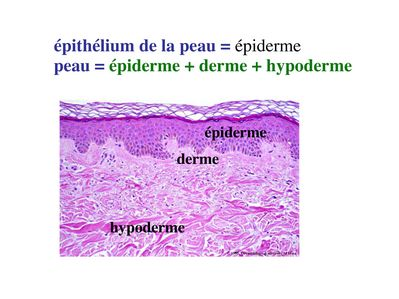 épithélium de la peau = épiderme
peau = épiderme + derme + hypoderme
épiderme
derme
hypoderme